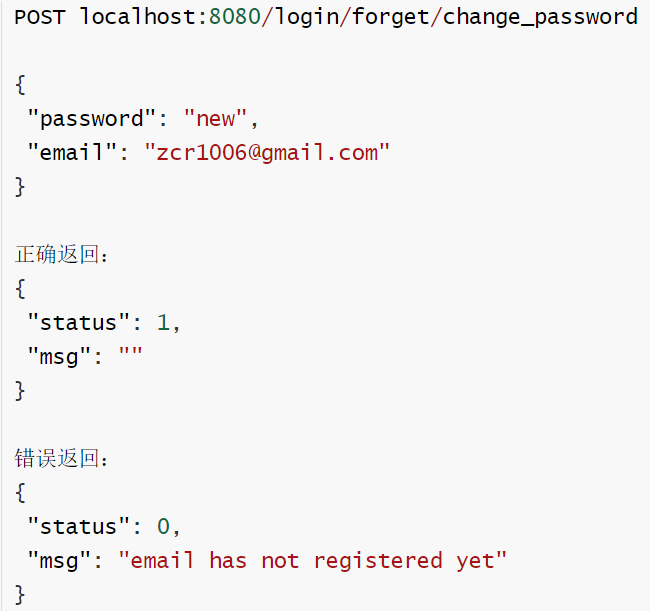 POST localhost:8080/login/forget/change_password
{
"password": "new",
"email": "zcr1006@gmail.com"
}
正确返回：
{
"status": 1,
"msg": ""
}
错误返回：
{
"status": 0,
"msg": "email has not registered yet"
}